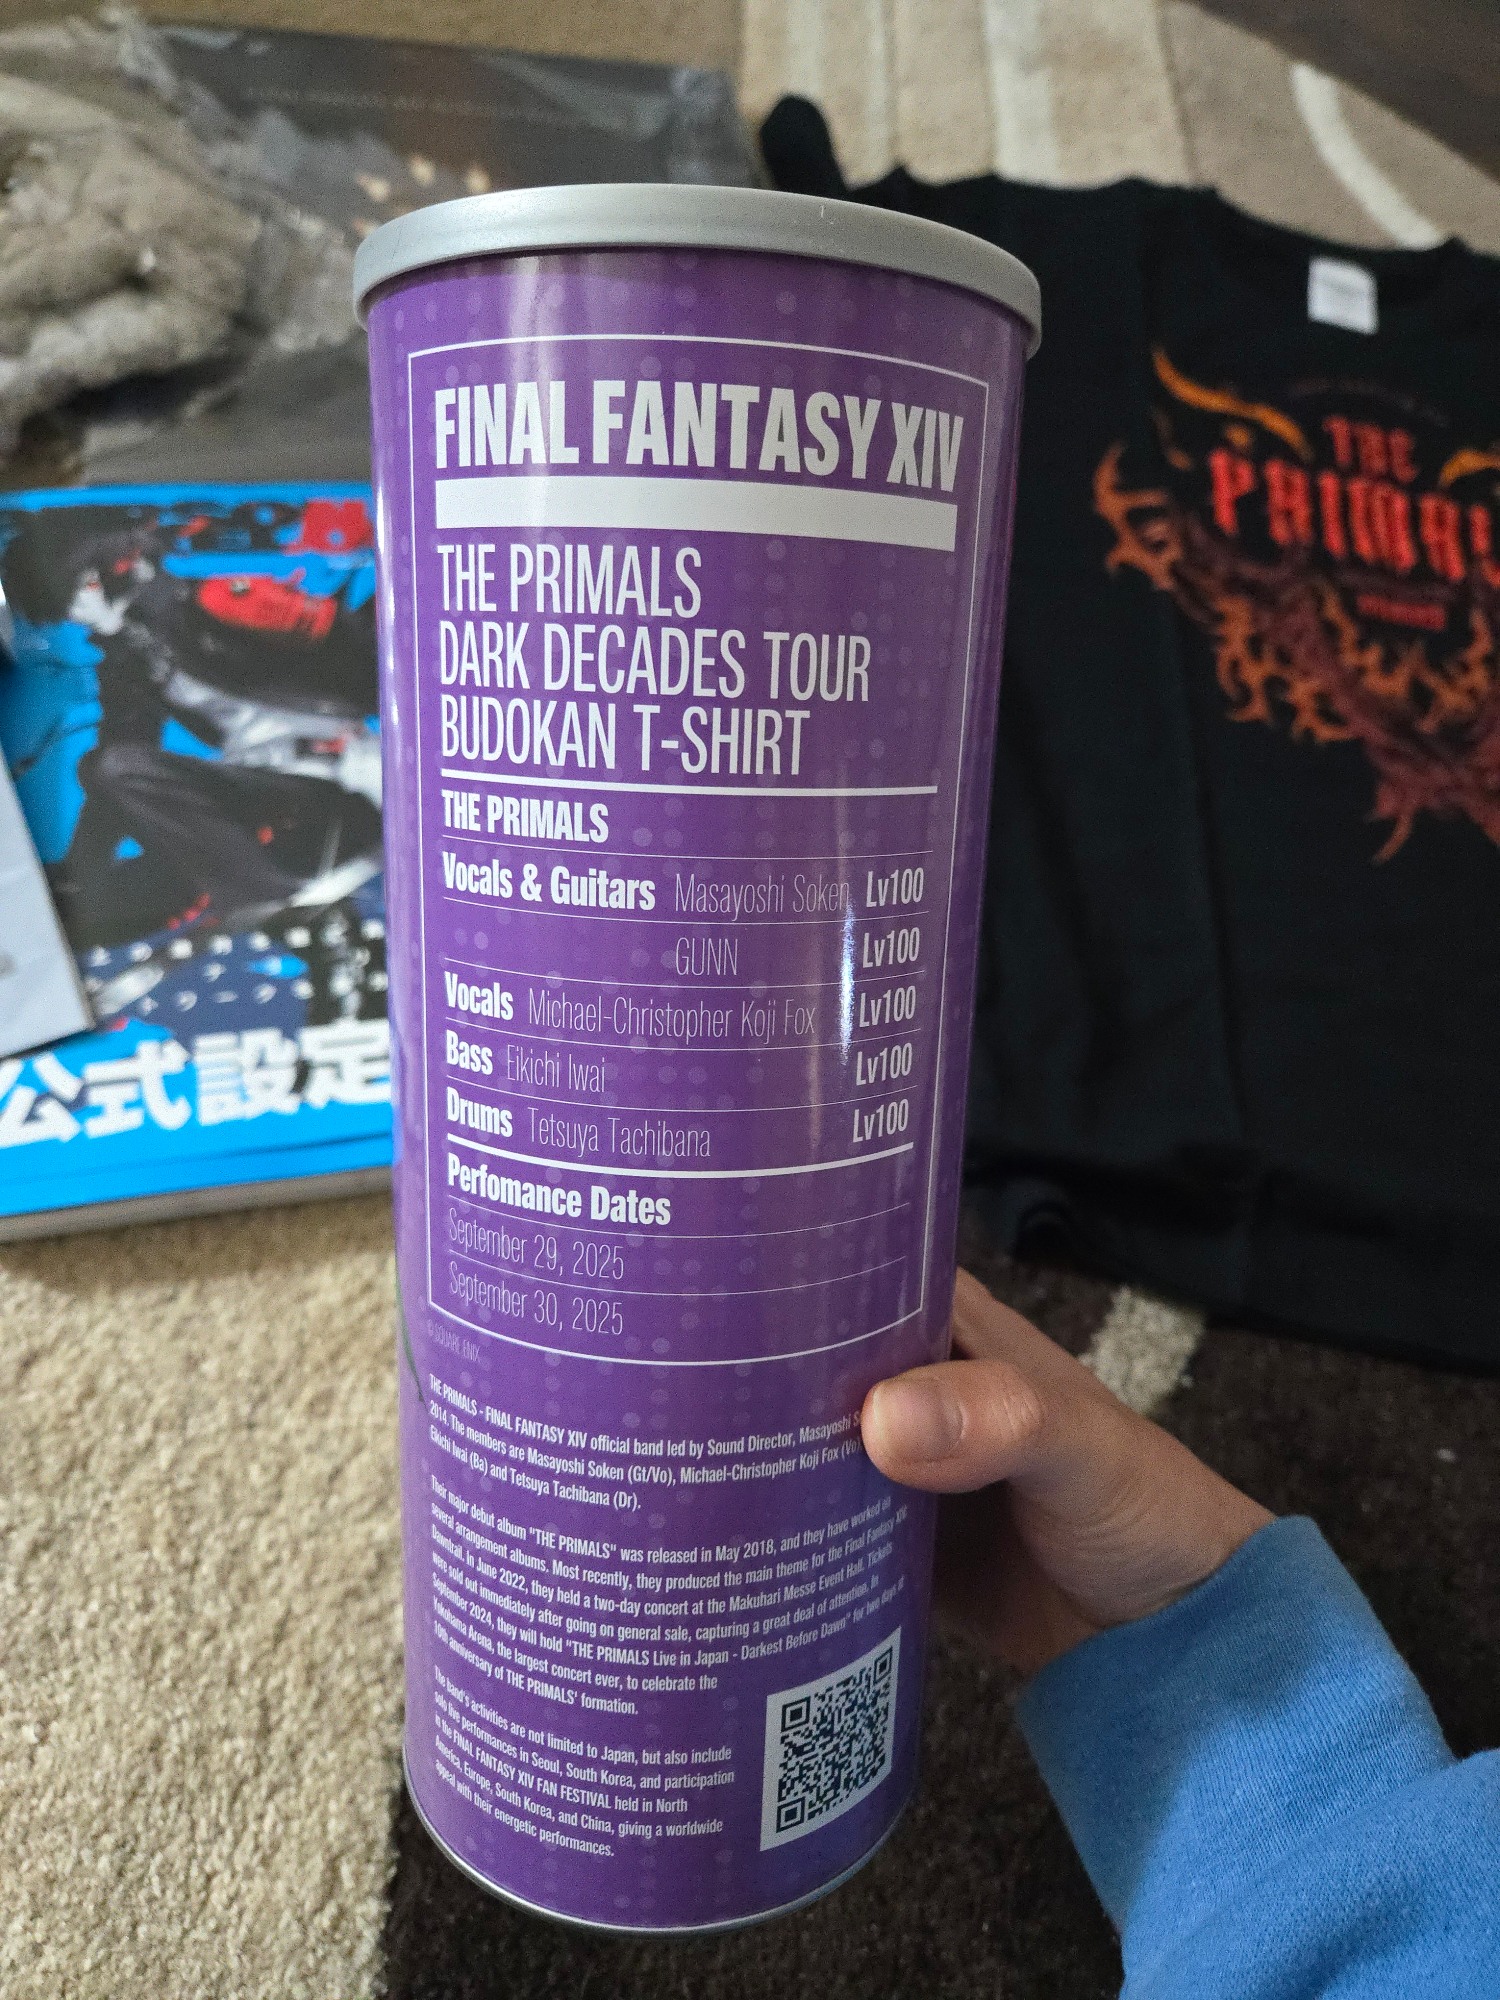 FINAL FANTASY XIV
THE PRIMALS
DARK DECADES TOUR
BUDOKAN T-SHIRT
THE PRIMALS
Vocals & Guitars Masayoshi Soken Lv100
GUNN Lv100
Vocals Michael-Christopher Koji Fox Lv100
Bass Eikichi Iwai Lv100
Drums Tetsuya Tachibana Lv100
Perfomance Dates
September 29, 2025
September 30, 2025
© SQUARE ENIX
THE PRIMALS - FINAL FANTASY XIV official band led by Sound Director, Masayoshi
2014. The members are Masayoshi Soken (Gt/Vo), Michael-Christopher Koji Fox (Vo)
Eikichi Iwai (Ba) and Tetsuya Tachibana (Dr).
Their major debut album "THE PRIMALS" was released in May 2018, and they have worked on
several arrangement albums. Most recently, they produced the main theme for the Final Fantasy XIV:
Dawntrail. In June 2022, they held a two-day concert at the Makuhari Messe Event Hall. Tickets
were sold out immediately after going on general sale, capturing a great deal of attention. In
September 2024, they will hold "THE PRIMALS Live in Japan - Darkest Before Dawn" for two days at
Yokohama Arena, the largest concert ever, to celebrate the
10th anniversary of THE PRIMALS' formation.
The band's activities are not limited to Japan, but also include
solo live performances in Seoul, South Korea, and participation
in the FINAL FANTASY XIV FAN FESTIVAL held in North
America, Europe, South Korea, and China, giving a worldwide
appeal with their energetic performances.
THE
PRIMALS
公式設定